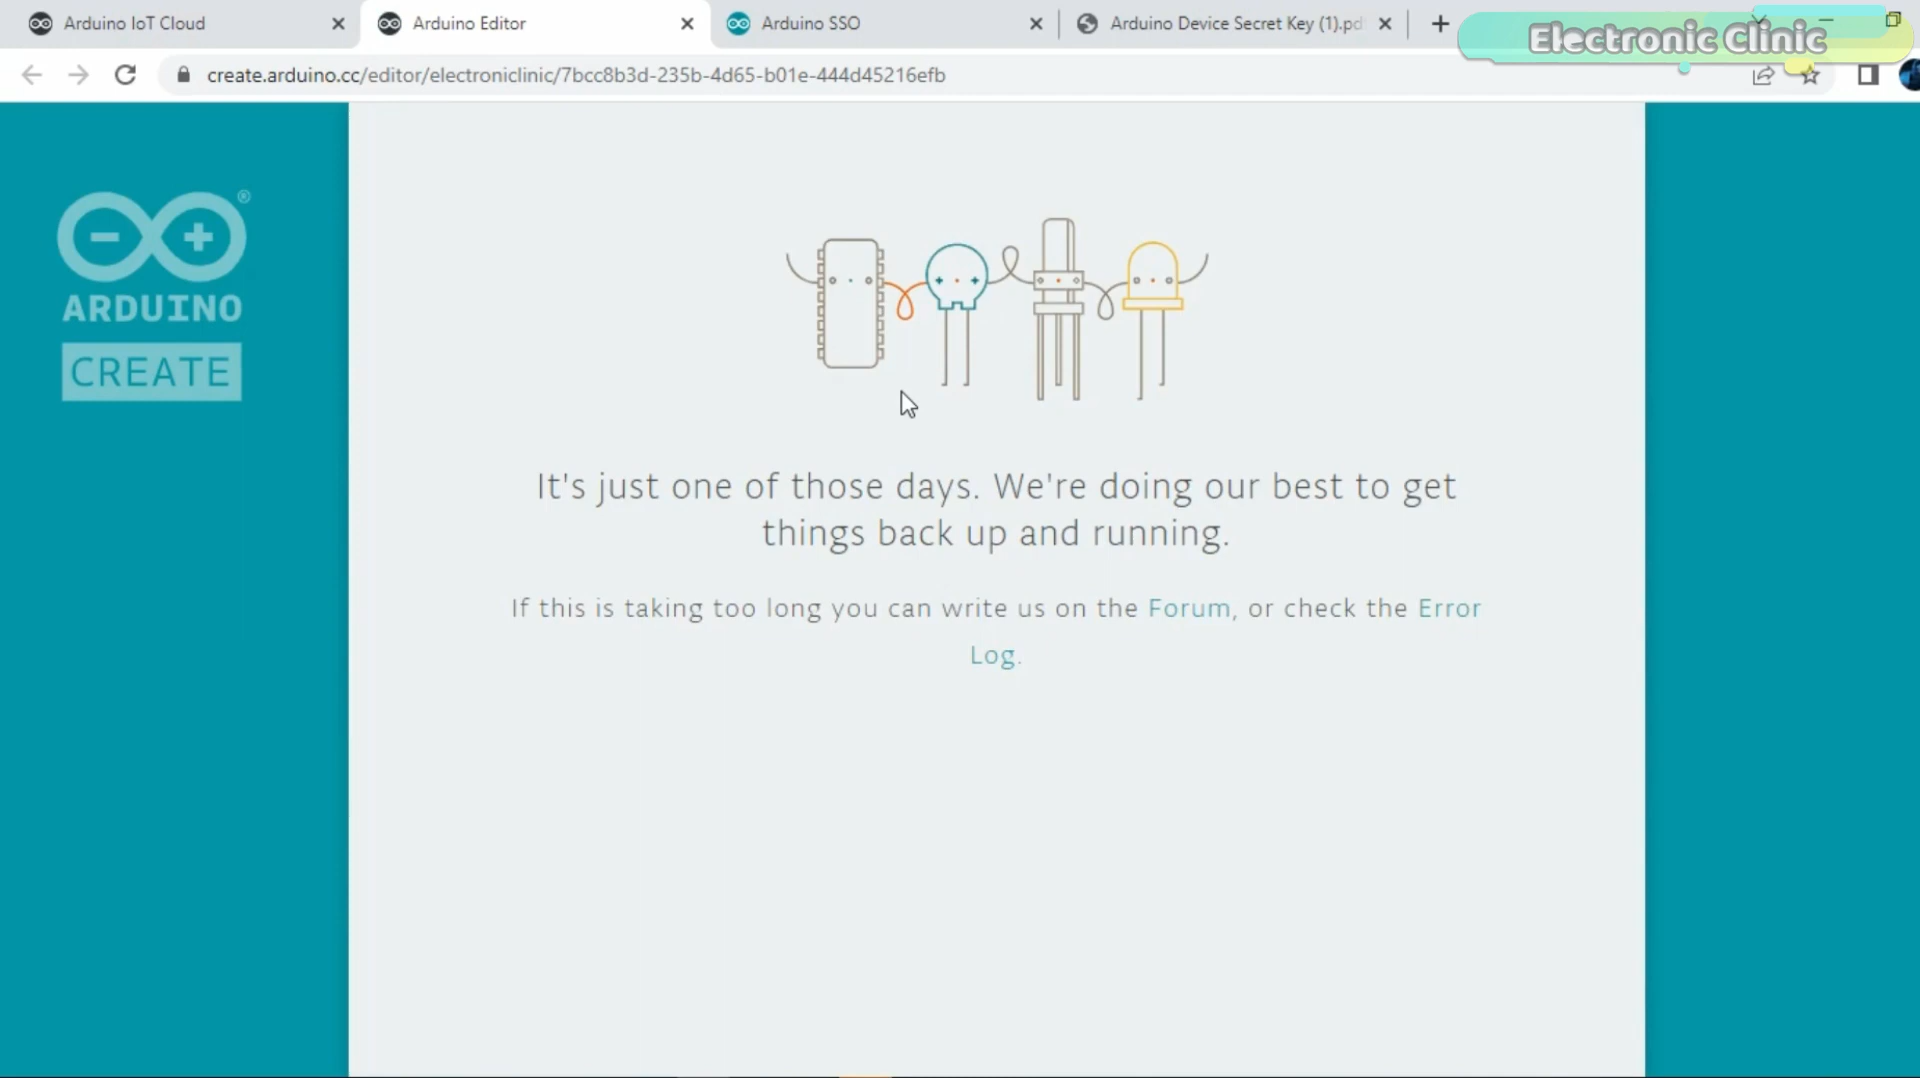 Arduino IoT Cloud
Arduino Editor
Arduino SSO
Arduino Device Secret Key (1).pd
Electronic Clinic
create.arduino.cc/editor/electroniclinic/7bcc8b3d-235b-4d65-b01e-444d45216efb
®
ARDUINO
CREATE
It's just one of those days. We're doing our best to get
things back up and running.
If this is taking too long you can write us on the Forum, or check the Error
Log.